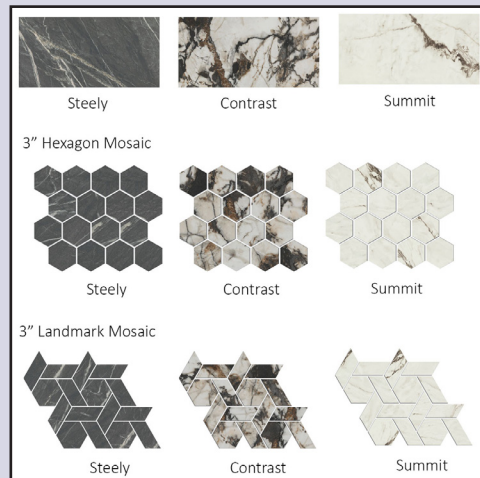 Steely Contrast Summit
3” Hexagon Mosaic
Steely Contrast Summit
3” Landmark Mosaic
Steely Contrast Summit